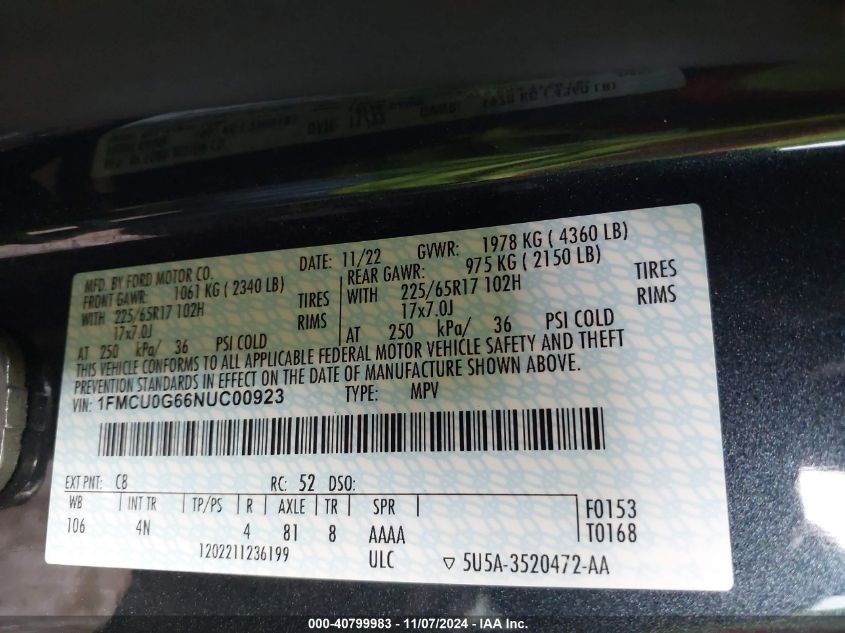 MFD. BY FORD MOTOR CO.
DATE: 11/22 GVWR: 1978 KG ( 4360 LB)
FRONT GAWR: 1061 KG ( 2340 LB)
WITH 225/65R17 102H TIRES
17x7.0J RIMS
AT 250 kPa/ 36 PSI COLD
REAR GAWR: 975 KG ( 2150 LB)
WITH 225/65R17 102H TIRES
17x7.0J RIMS
AT 250 kPa/ 36 PSI COLD
THIS VEHICLE CONFORMS TO ALL APPLICABLE FEDERAL MOTOR VEHICLE SAFETY AND THEFT
PREVENTION STANDARDS IN EFFECT ON THE DATE OF MANUFACTURE SHOWN ABOVE.
VIN: 1FMCU0G66NUC00923 TYPE: MPV
EXT PNT: C8 RC: 52 DSO:
WB INT TR TP/PS R AXLE TR SPR
106 4N 4 81 8 AAAA
F0153
T0168
1202211236199 ULC ▽ 5U5A-3520472-AA
000-40799983 - 11/07/2024 - IAA Inc.